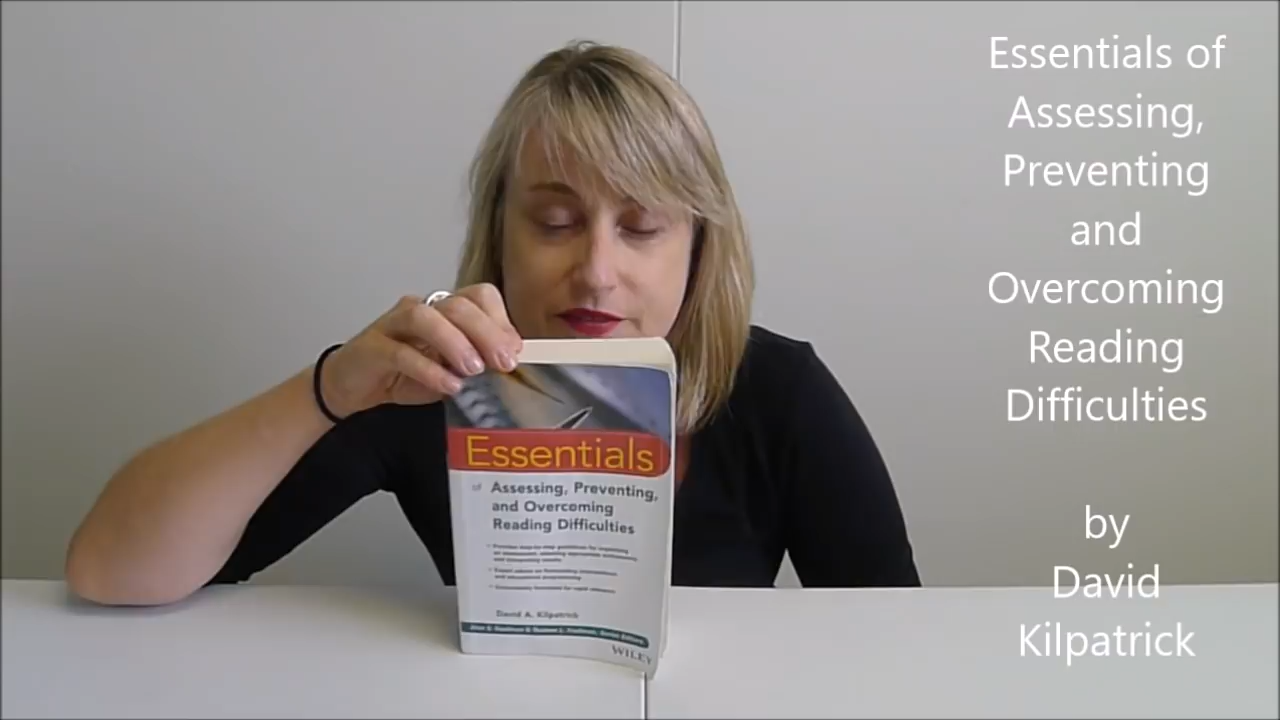 Essentials of
Assessing,
Preventing
and
Overcoming
Reading
Difficulties
by
David
Kilpatrick
Essentials
of Assessing, Preventing,
and Overcoming
Reading Difficulties
David A. Kilpatrick
WILEY